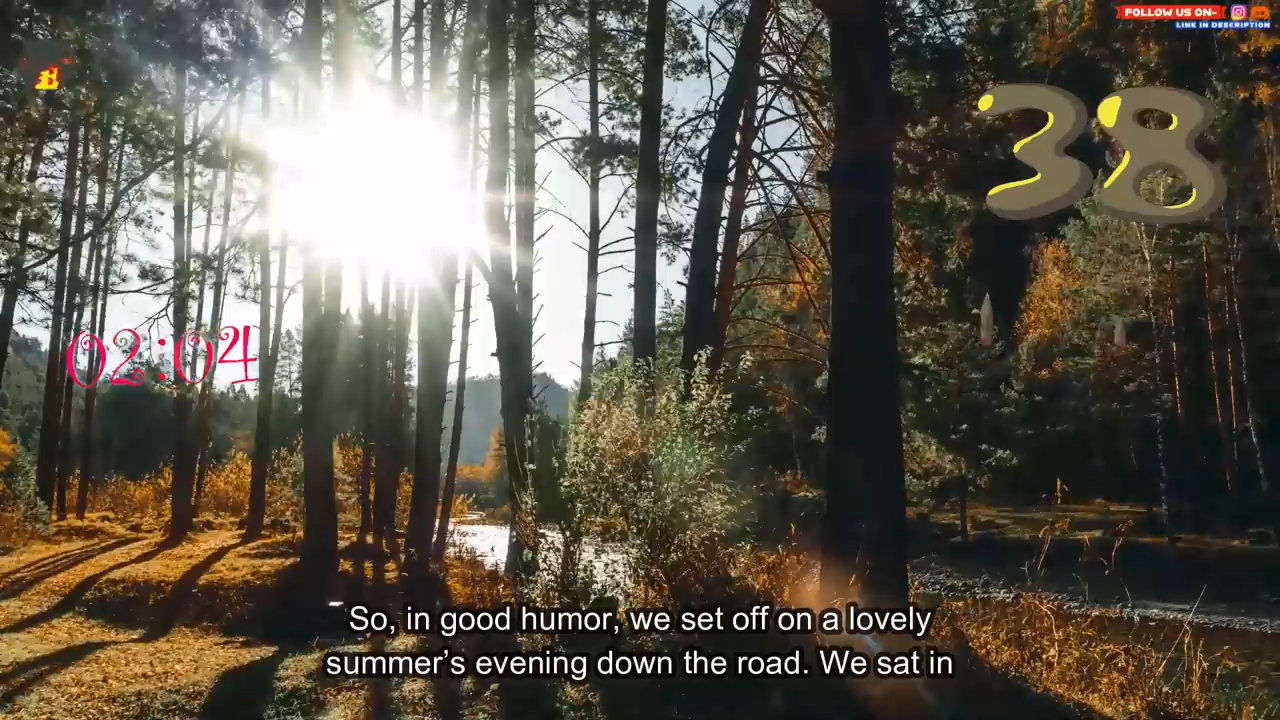 FOLLOW US ON-
LINK IN DESCRIPTION
38
02:04
So, in good humor, we set off on a lovely
summer's evening down the road. We sat in